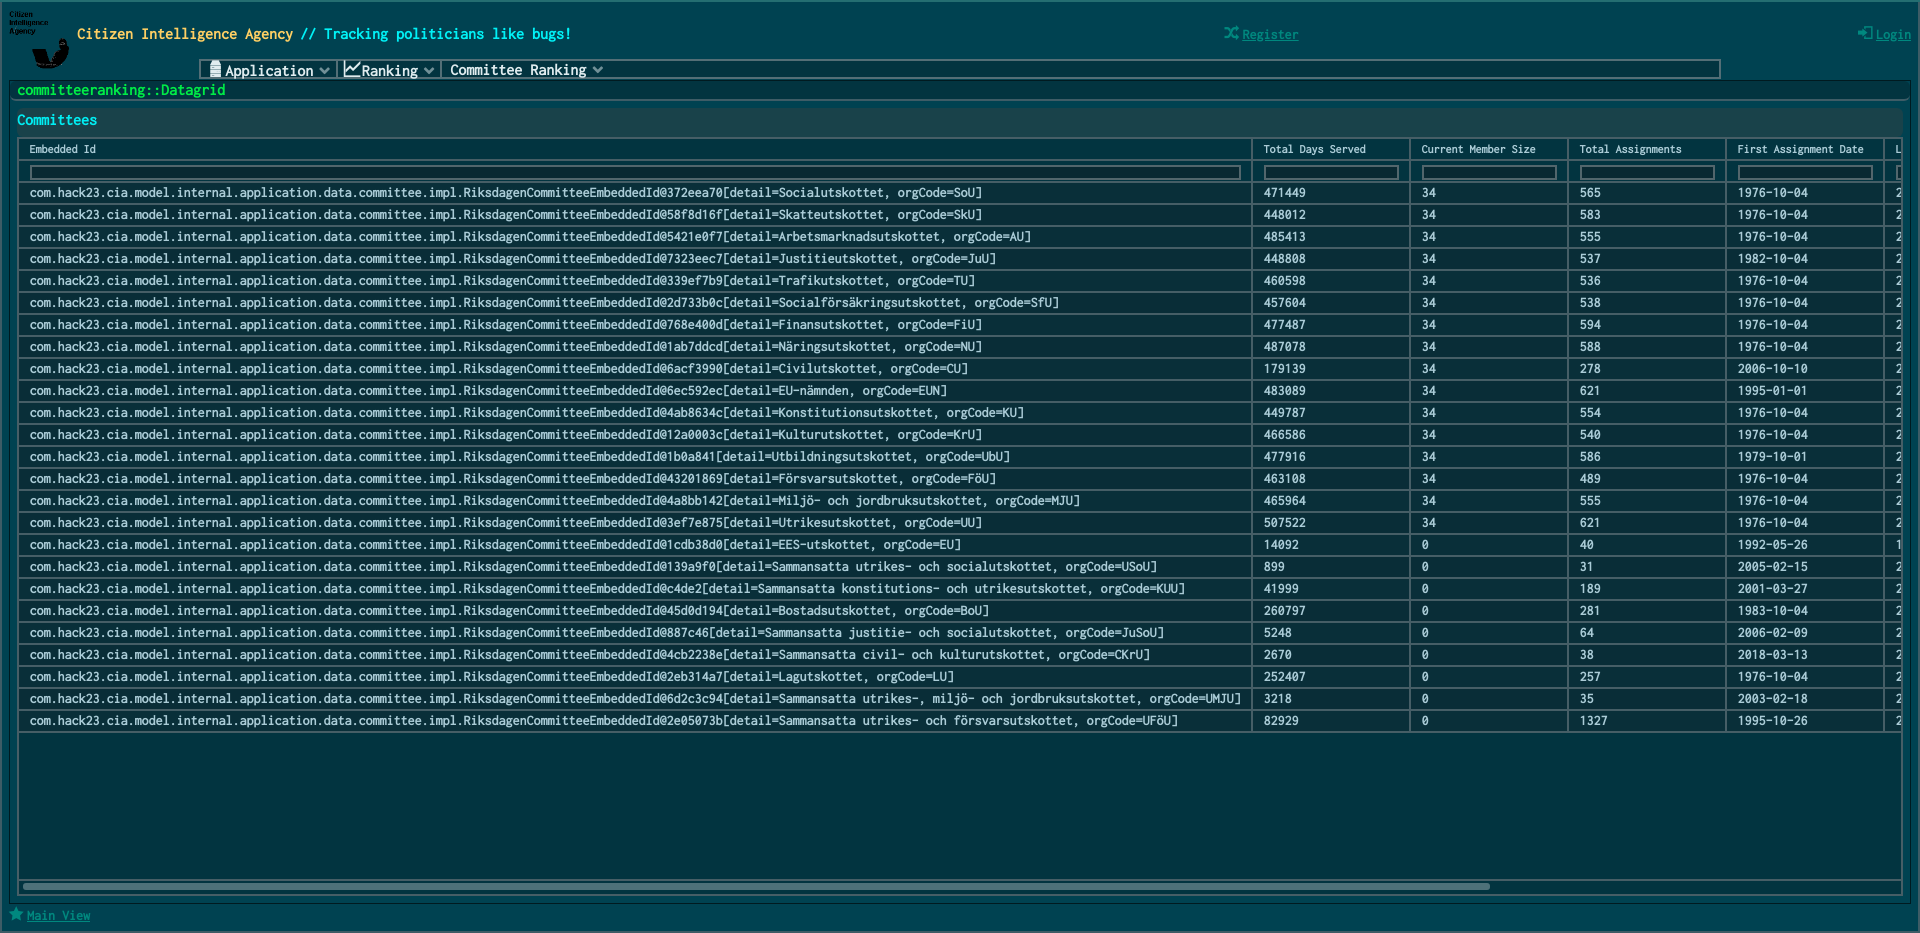 Citizen
Intelligence
Agency
Citizen Intelligence Agency // Tracking politicians like bugs!
Register
Login
Application Ranking Committee Ranking
committeeranking::Datagrid
Committees
Embedded Id Total Days Served Current Member Size Total Assignments First Assignment Date L
com.hack23.cia.model.internal.application.data.committee.impl.RiksdagenCommitteeEmbeddedId@372eea70[detail=Socialutskottet, orgCode=SoU] 471449 34 565 1976-10-04 2
com.hack23.cia.model.internal.application.data.committee.impl.RiksdagenCommitteeEmbeddedId@58f8d16f[detail=Skatteutskottet, orgCode=SkU] 448012 34 583 1976-10-04 2
com.hack23.cia.model.internal.application.data.committee.impl.RiksdagenCommitteeEmbeddedId@5421e0f7[detail=Arbetsmarknadsutskottet, orgCode=AU] 485413 34 555 1976-10-04 2
com.hack23.cia.model.internal.application.data.committee.impl.RiksdagenCommitteeEmbeddedId@7323eec7[detail=Justitieutskottet, orgCode=JuU] 448808 34 537 1982-10-04 2
com.hack23.cia.model.internal.application.data.committee.impl.RiksdagenCommitteeEmbeddedId@339ef7b9[detail=Trafikutskottet, orgCode=TU] 460598 34 536 1976-10-04 2
com.hack23.cia.model.internal.application.data.committee.impl.RiksdagenCommitteeEmbeddedId@2d733b0c[detail=Socialförsäkringsutskottet, orgCode=SfU] 457604 34 538 1976-10-04 2
com.hack23.cia.model.internal.application.data.committee.impl.RiksdagenCommitteeEmbeddedId@768e400d[detail=Finansutskottet, orgCode=FiU] 477487 34 594 1976-10-04 2
com.hack23.cia.model.internal.application.data.committee.impl.RiksdagenCommitteeEmbeddedId@1ab7ddcd[detail=Näringsutskottet, orgCode=NU] 487078 34 588 1976-10-04 2
com.hack23.cia.model.internal.application.data.committee.impl.RiksdagenCommitteeEmbeddedId@6acf3990[detail=Civilutskottet, orgCode=CU] 179139 34 278 2006-10-10 2
com.hack23.cia.model.internal.application.data.committee.impl.RiksdagenCommitteeEmbeddedId@6ec592ec[detail=EU-nämnden, orgCode=EUN] 483089 34 621 1995-01-01 2
com.hack23.cia.model.internal.application.data.committee.impl.RiksdagenCommitteeEmbeddedId@4ab8634c[detail=Konstitutionsutskottet, orgCode=KU] 449787 34 554 1976-10-04 2
com.hack23.cia.model.internal.application.data.committee.impl.RiksdagenCommitteeEmbeddedId@12a0003c[detail=Kulturutskottet, orgCode=KrU] 466586 34 540 1976-10-04 2
com.hack23.cia.model.internal.application.data.committee.impl.RiksdagenCommitteeEmbeddedId@1b0a841[detail=Utbildningsutskottet, orgCode=UbU] 477916 34 586 1979-10-01 2
com.hack23.cia.model.internal.application.data.committee.impl.RiksdagenCommitteeEmbeddedId@43201869[detail=Försvarsutskottet, orgCode=FöU] 463108 34 489 1976-10-04 2
com.hack23.cia.model.internal.application.data.committee.impl.RiksdagenCommitteeEmbeddedId@4a8bb142[detail=Miljö- och jordbruksutskottet, orgCode=MJU] 465964 34 555 1976-10-04 2
com.hack23.cia.model.internal.application.data.committee.impl.RiksdagenCommitteeEmbeddedId@3ef7e875[detail=Utrikesutskottet, orgCode=UU] 507522 34 621 1976-10-04 2
com.hack23.cia.model.internal.application.data.committee.impl.RiksdagenCommitteeEmbeddedId@1cdb38d0[detail=EES-utskottet, orgCode=EU] 14092 0 40 1992-05-26 1
com.hack23.cia.model.internal.application.data.committee.impl.RiksdagenCommitteeEmbeddedId@139a9f0[detail=Sammansatta utrikes- och socialutskottet, orgCode=USoU] 899 0 31 2005-02-15 2
com.hack23.cia.model.internal.application.data.committee.impl.RiksdagenCommitteeEmbeddedId@c4de2[detail=Sammansatta konstitutions- och utrikesutskottet, orgCode=KUU] 41999 0 189 2001-03-27 2
com.hack23.cia.model.internal.application.data.committee.impl.RiksdagenCommitteeEmbeddedId@45d0d194[detail=Bostadsutskottet, orgCode=BoU] 260797 0 281 1983-10-04 2
com.hack23.cia.model.internal.application.data.committee.impl.RiksdagenCommitteeEmbeddedId@887c46[detail=Sammansatta justitie- och socialutskottet, orgCode=JuSoU] 5248 0 64 2006-02-09 2
com.hack23.cia.model.internal.application.data.committee.impl.RiksdagenCommitteeEmbeddedId@4cb2238e[detail=Sammansatta civil- och kulturutskottet, orgCode=CKrU] 2670 0 38 2018-03-13 2
com.hack23.cia.model.internal.application.data.committee.impl.RiksdagenCommitteeEmbeddedId@2eb314a7[detail=Lagutskottet, orgCode=LU] 252407 0 257 1976-10-04 2
com.hack23.cia.model.internal.application.data.committee.impl.RiksdagenCommitteeEmbeddedId@6d2c3c94[detail=Sammansatta utrikes-, miljö- och jordbruksutskottet, orgCode=UMJU] 3218 0 35 2003-02-18 2
com.hack23.cia.model.internal.application.data.committee.impl.RiksdagenCommitteeEmbeddedId@2e05073b[detail=Sammansatta utrikes- och försvarsutskottet, orgCode=UFöU] 82929 0 1327 1995-10-26 2
Main View